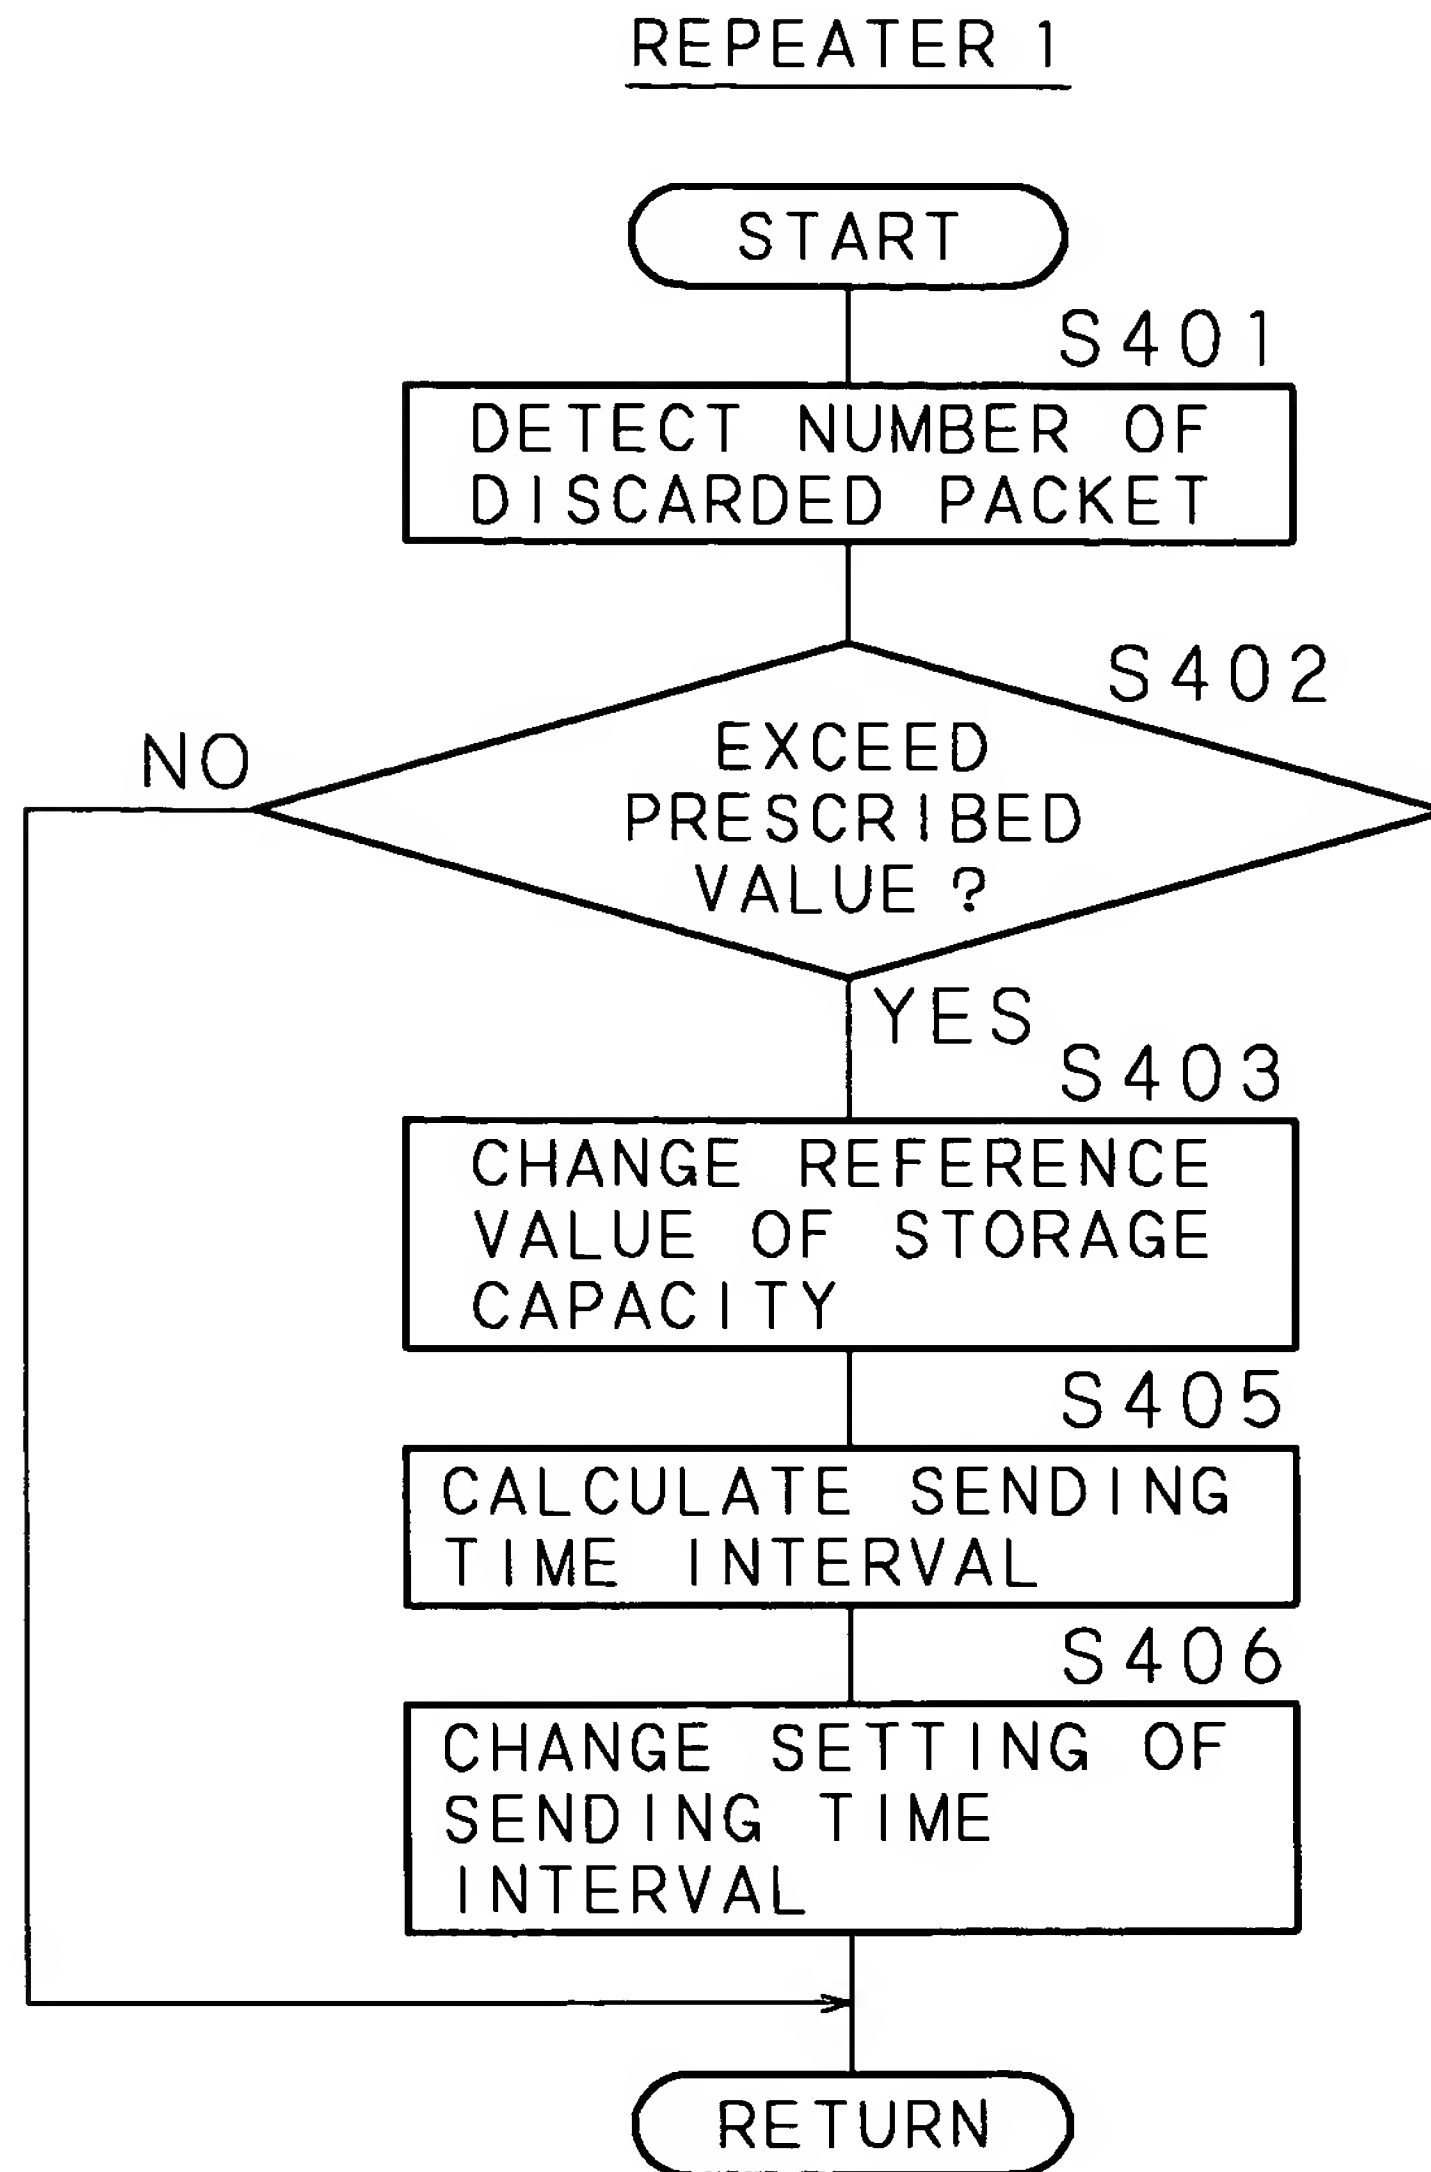 REPEATER 1
START
S401
DETECT NUMBER OF
DISCARDED PACKET
S402
NO
EXCEED
PRESCRIBED
VALUE ?
YES
S403
CHANGE REFERENCE
VALUE OF STORAGE
CAPACITY
S405
CALCULATE SENDING
TIME INTERVAL
S406
CHANGE SETTING OF
SENDING TIME
INTERVAL
RETURN